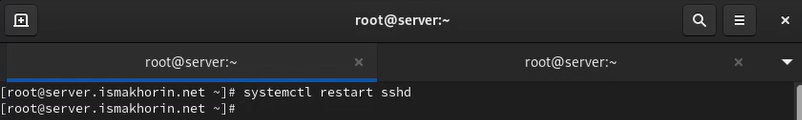 root@server:~
root@server:~ root@server:~
[root@server.ismakhorin.net ~]# systemctl restart sshd
[root@server.ismakhorin.net ~]#